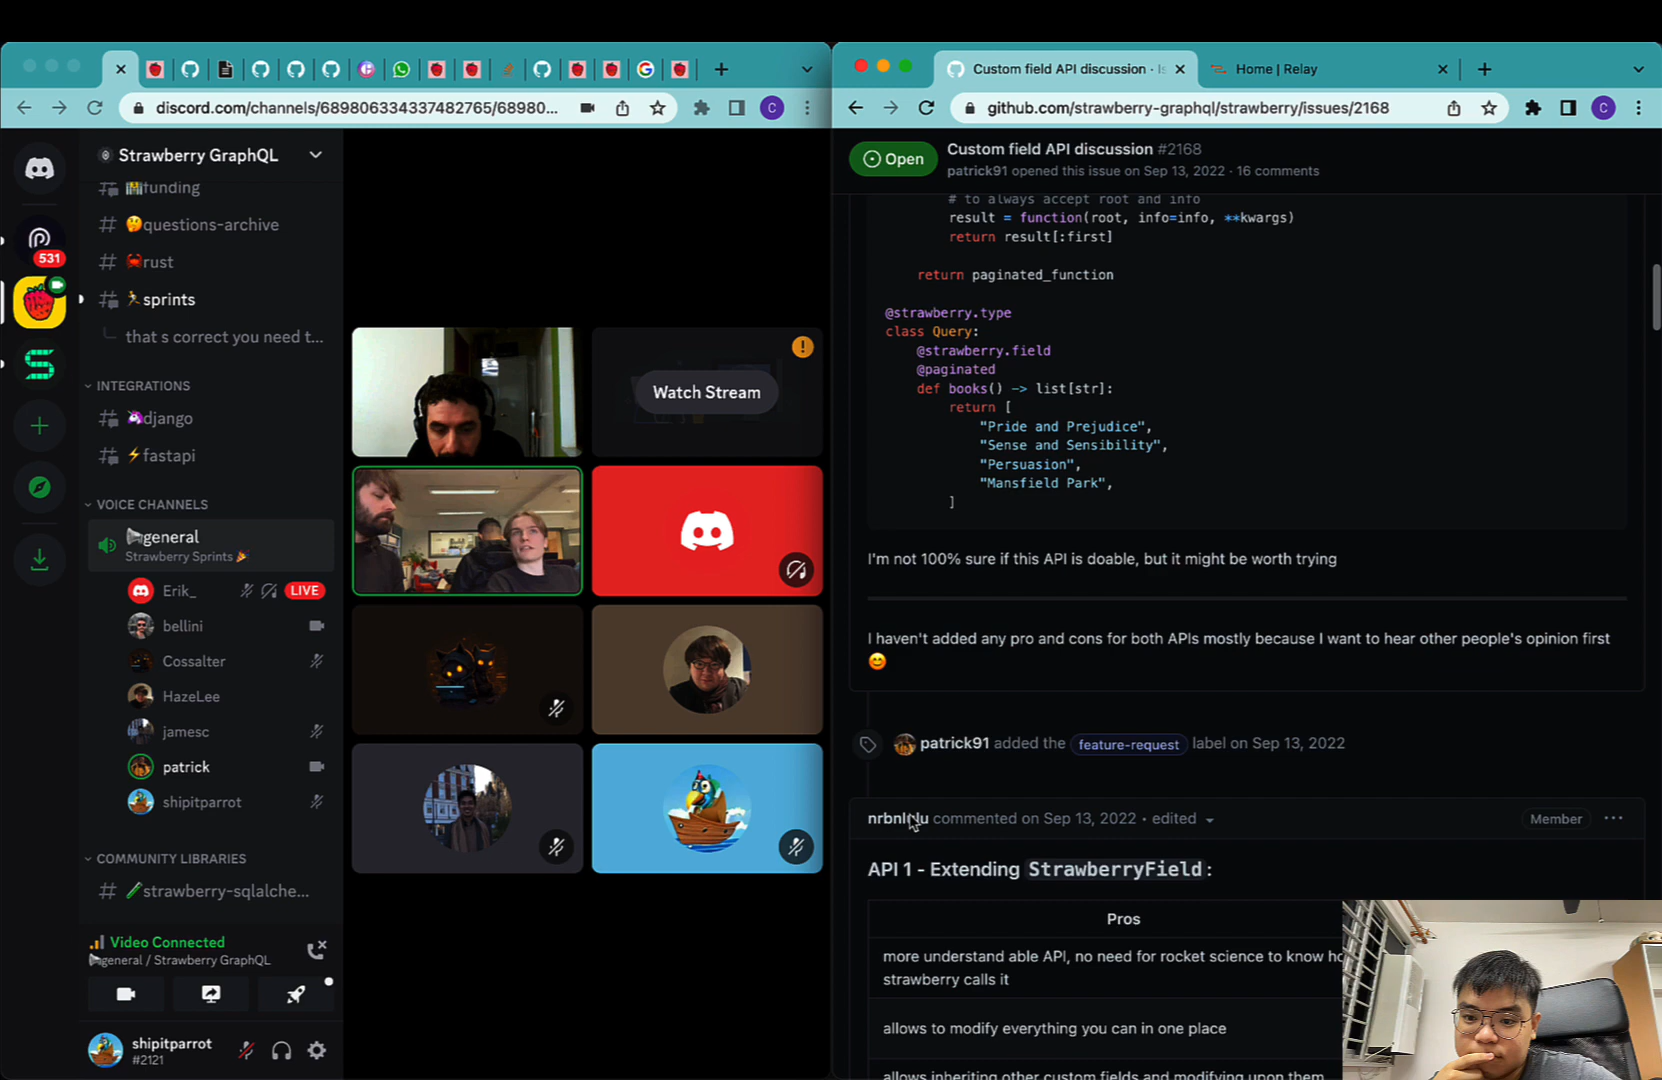 discord.com/channels/689806334337482765/68980...
C
Strawberry GraphQL
funding
questions-archive
rust
sprints
that s correct you need t...
INTEGRATIONS
django
fastapi
VOICE CHANNELS
general
Strawberry Sprints
Erik_
LIVE
bellini
Cossalter
HazeLee
jamesc
patrick
shipitparrot
COMMUNITY LIBRARIES
strawberry-sqlalche...
Video Connected
general / Strawberry GraphQL
shipitparrot
#2121
531
Watch Stream
Custom field API discussion · Is
Home | Relay
github.com/strawberry-graphql/strawberry/issues/2168
C
Open
Custom field API discussion #2168
patrick91 opened this issue on Sep 13, 2022 · 16 comments
# to always accept root and info
result = function(root, info=info, **kwargs)
return result[:first]
return paginated_function
@strawberry.type
class Query:
@strawberry.field
@paginated
def books() -> list[str]:
return [
"Pride and Prejudice",
"Sense and Sensibility",
"Persuasion",
"Mansfield Park",
]
I'm not 100% sure if this API is doable, but it might be worth trying
I haven't added any pro and cons for both APIs mostly because I want to hear other people's opinion first
patrick91 added the feature-request label on Sep 13, 2022
commented on Sep 13, 2022 · edited
Member
API 1 - Extending StrawberryField:
Pros
more understand able API, no need for rocket science to know
strawberry calls it
allows to modify everything you can in one place
allows inheriting other custom fields and modifying upon them